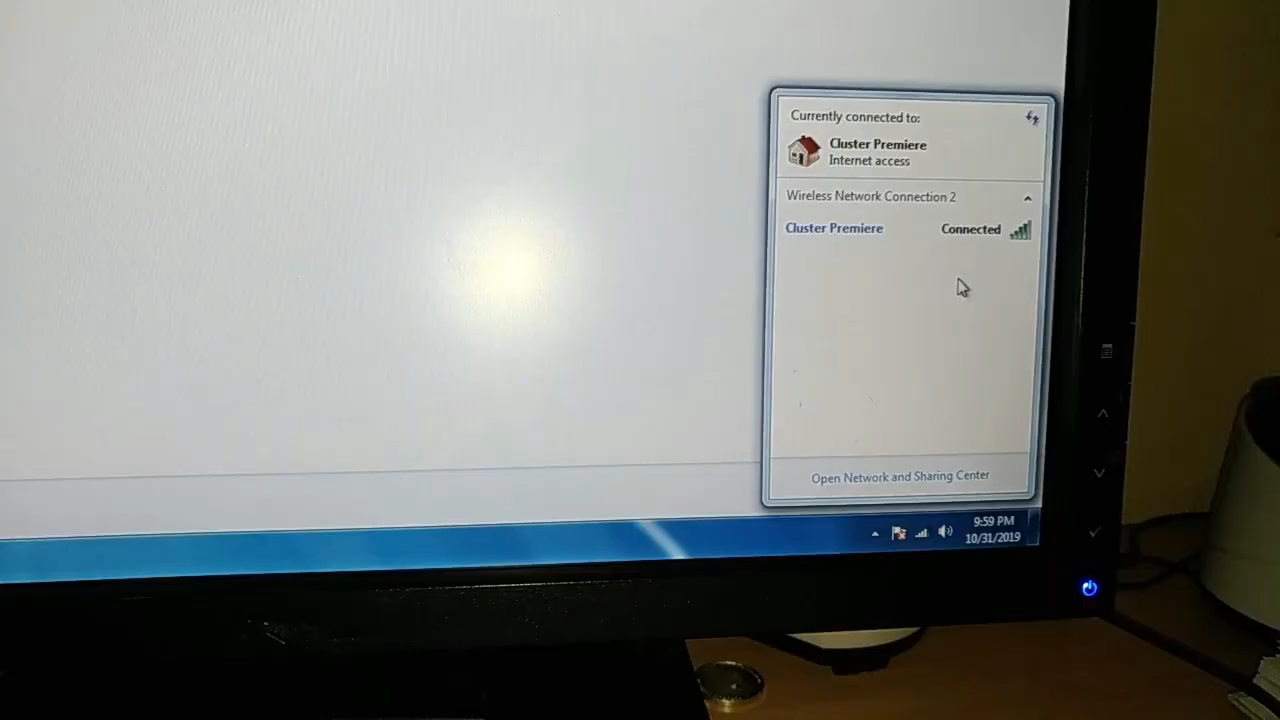 Currently connected to:
Cluster Premiere
Internet access
Wireless Network Connection 2
Cluster Premiere Connected
Open Network and Sharing Center
9:59 PM
10/31/2019